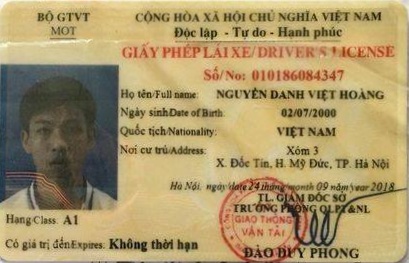 BỘ GTVT
MOT
CỘNG HÒA XÃ HỘI CHỦ NGHĨA VIỆT NAM
Độc lập - Tự do - Hạnh phúc
GIẤY PHÉP LÁI XE/DRIVER'S LICENSE
Số/No: 010186084347
Họ tên/Full name: NGUYỄN DANH VIỆT HOÀNG
Ngày sinh/Date of Birth: 02/07/2000
Quốc tịch/Nationality: VIỆT NAM
Nơi cư trú/Address: Xóm 3
X. Đốc Tín, H. Mỹ Đức, TP. Hà Nội
Hà Nội, ngày/date 24 tháng/month 09 năm/year 2018
TL. GIÁM ĐỐC SỞ
TRƯỞNG PHÒNG QLPT&NL
GIAO THÔNG
VẬN TẢI
Hạng/Class: A1
Có giá trị đến/Expires: Không thời hạn
ĐÀO DUY PHONG